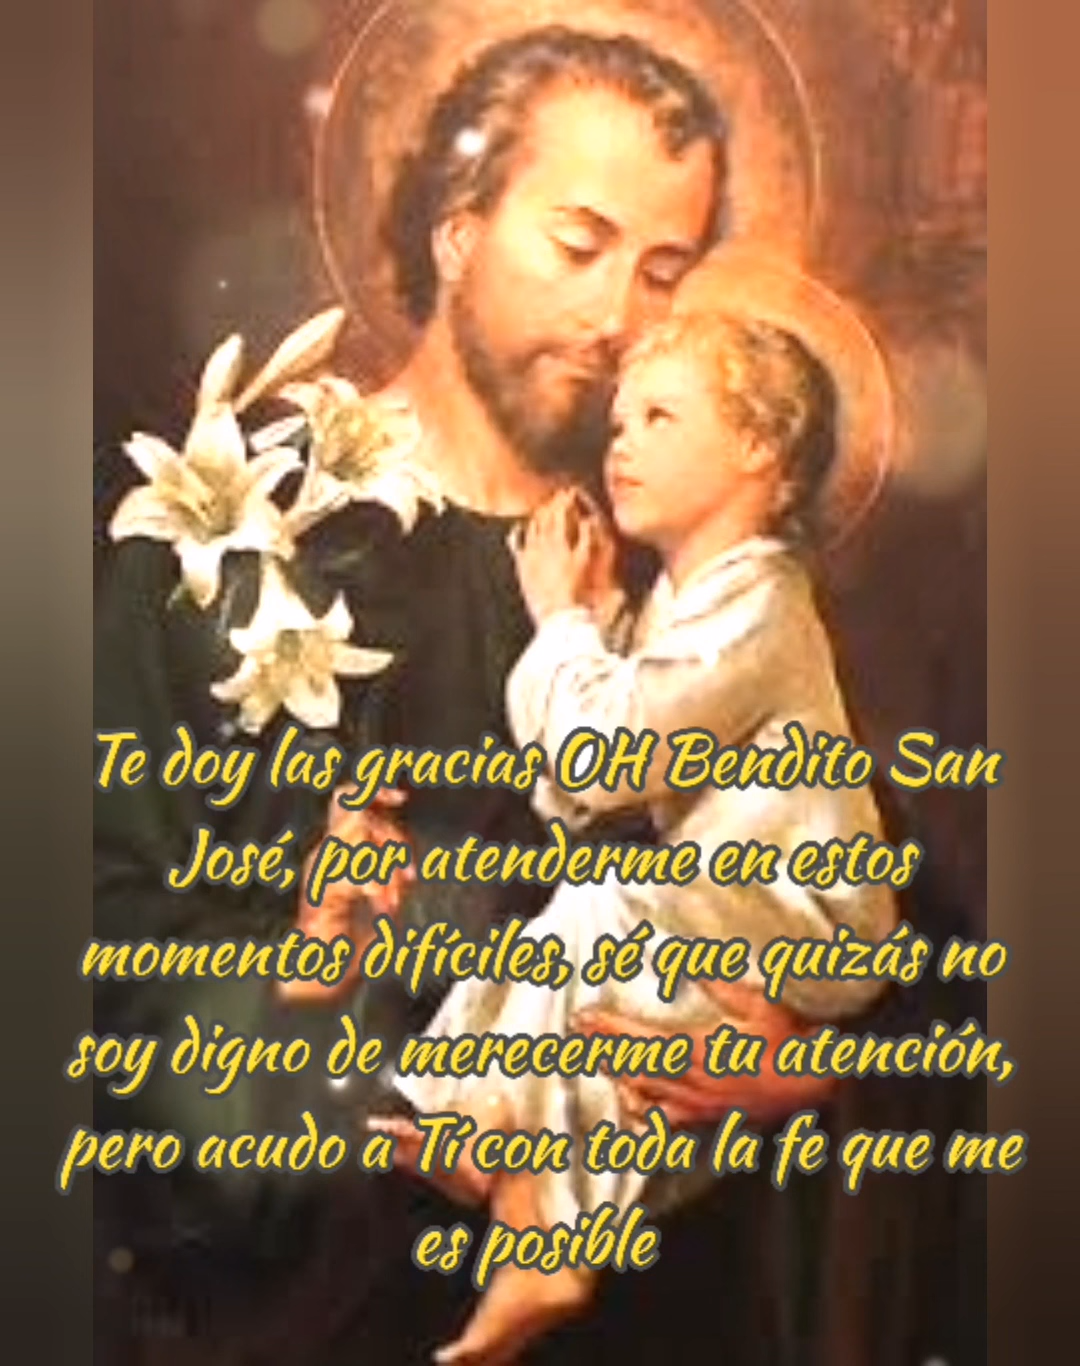 Te doy las gracias OH Bendito San
José, por atenderme en estos
momentos difíciles, sé que quizás no
soy digno de merecerme tu atención,
pero acudo a Tí con toda la fe que me
es posible